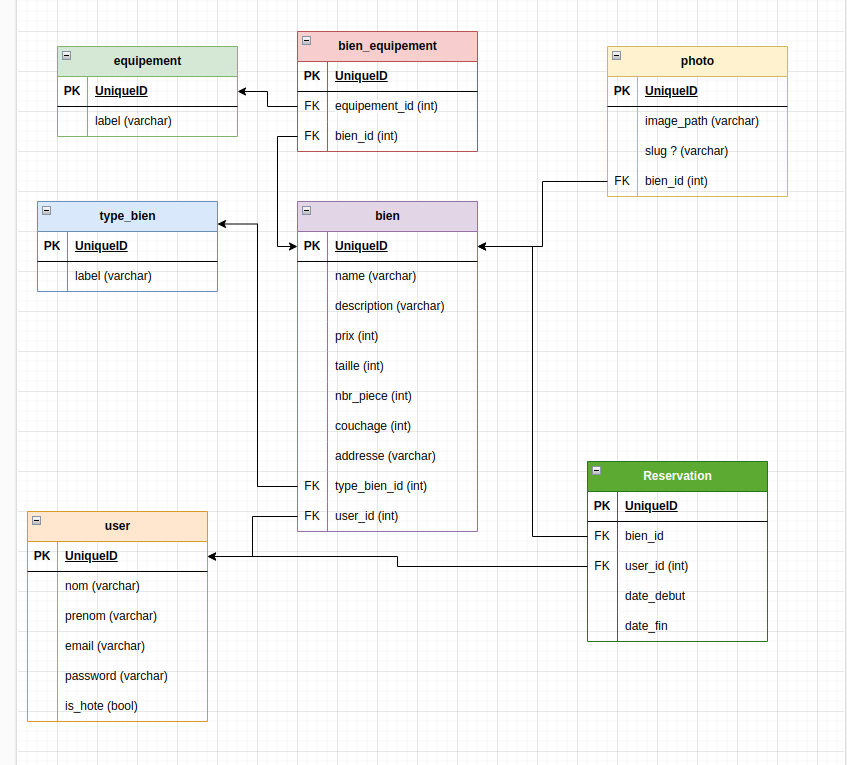 equipement
PK UniqueID
label (varchar)
bien_equipement
PK UniqueID
FK equipement_id (int)
FK bien_id (int)
photo
PK UniqueID
image_path (varchar)
slug ? (varchar)
FK bien_id (int)
type_bien
PK UniqueID
label (varchar)
bien
PK UniqueID
name (varchar)
description (varchar)
prix (int)
taille (int)
nbr_piece (int)
couchage (int)
addresse (varchar)
FK type_bien_id (int)
FK user_id (int)
user
PK UniqueID
nom (varchar)
prenom (varchar)
email (varchar)
password (varchar)
is_hote (bool)
Reservation
PK UniqueID
FK bien_id
FK user_id (int)
date_debut
date_fin